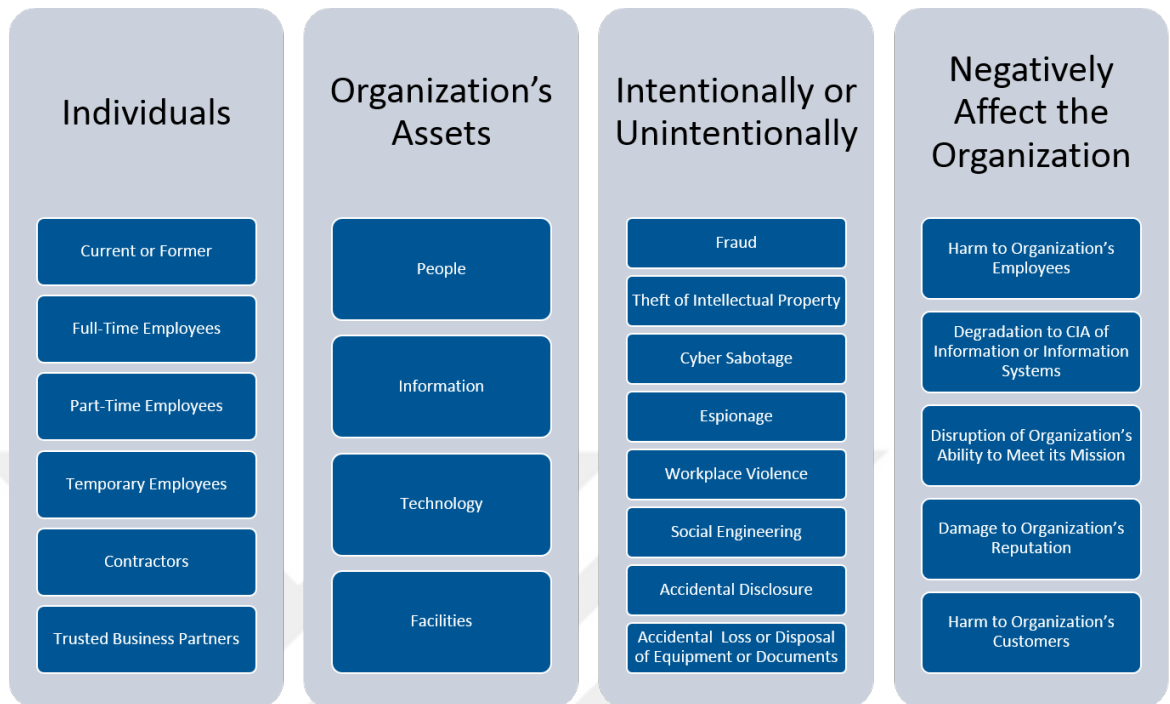 Individuals
Current or Former
Full-Time Employees
Part-Time Employees
Temporary Employees
Contractors
Trusted Business Partners
Organization’s
Assets
People
Information
Technology
Facilities
Intentionally or
Unintentionally
Fraud
Theft of Intellectual Property
Cyber Sabotage
Espionage
Workplace Violence
Social Engineering
Accidental Disclosure
Accidental Loss or Disposal
of Equipment or Documents
Negatively
Affect the
Organization
Harm to Organization’s
Employees
Degradation to CIA of
Information or Information
Systems
Disruption of Organization’s
Ability to Meet its Mission
Damage to Organization’s
Reputation
Harm to Organization’s
Customers